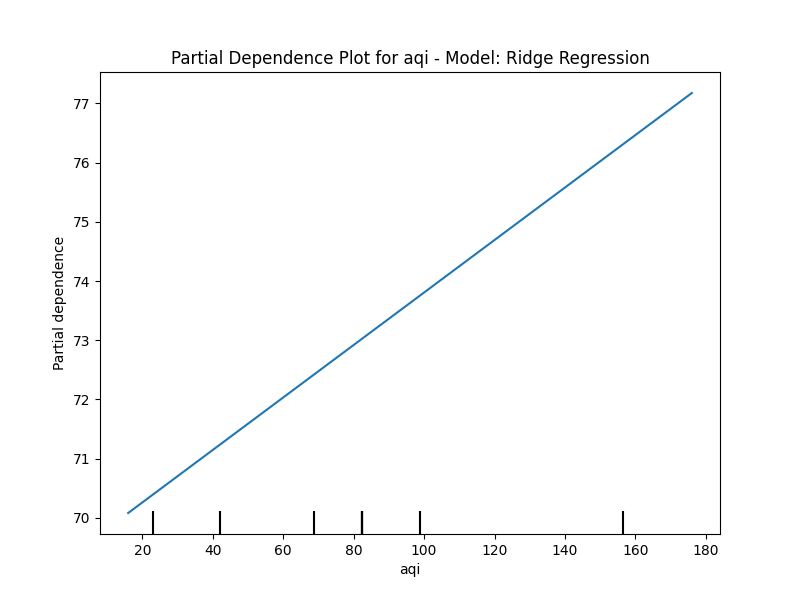 Partial Dependence Plot for aqi - Model: Ridge Regression
77
76
75
74
73
72
71
70
Partial dependence
20 40 60 80 100 120 140 160 180
aqi